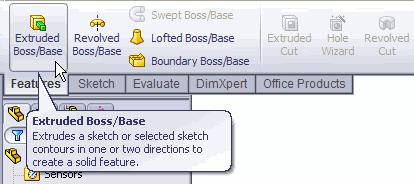 Extruded Boss/Base
Revolved Boss/Base
Swept Boss/Base
Lofted Boss/Base
Boundary Boss/Base
Extruded Cut
Hole Wizard
Revolved Cut
Features
Sketch
Evaluate
DimXpert
Office Products
Extruded Boss/Base
Extrudes a sketch or selected sketch
contours in one or two directions to
create a solid feature.
Sensors